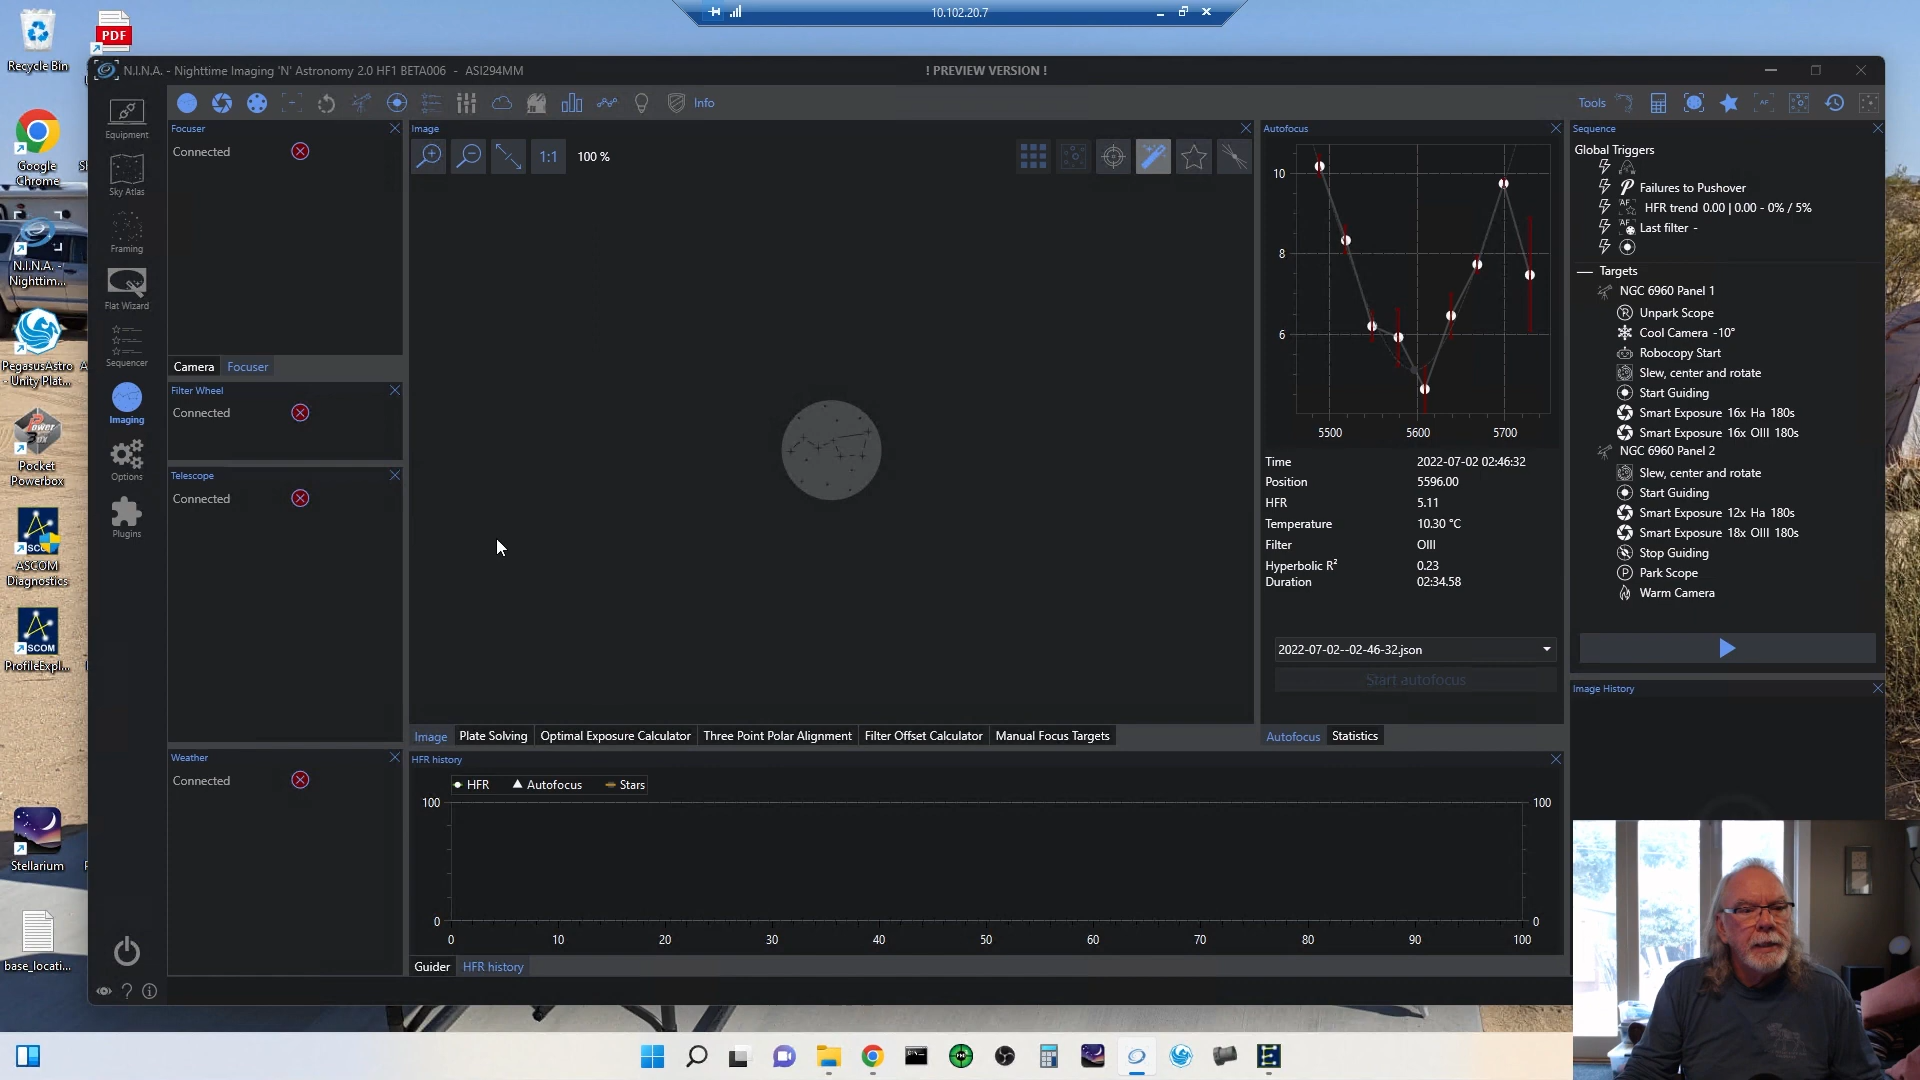 10.102.20.7
Recycle Bin
PDF
Google
Chrome
N.I.N.A. -
Nighttim...
PegasusAstro
- Unity Plat...
Pocket
Powerbox
ASCOM
Diagnostics
ProfileExpl...
Stellarium
base_locati...
N.I.N.A. - Nighttime Imaging 'N' Astronomy 2.0 HF1 BETA006 - ASI294MM
! PREVIEW VERSION !
Equipment
Sky Atlas
Framing
Flat Wizard
Sequencer
Imaging
Options
Plugins
Info
Tools
Focuser
Connected
Camera
Focuser
Filter Wheel
Connected
Telescope
Connected
Weather
Connected
Image
1:1
100 %
Image
Plate Solving
Optimal Exposure Calculator
Three Point Polar Alignment
Filter Offset Calculator
Manual Focus Targets
HFR history
HFR
Autofocus
Stars
100
100
0
0
0 10 20 30 40 50 60 70 80 90 100
Guider
HFR history
Autofocus
10
8
6
5500 5600 5700
Time 2022-07-02 02:46:32
Position 5596.00
HFR 5.11
Temperature 10.30 °C
Filter OIII
Hyperbolic R² 0.23
Duration 02:34.58
2022-07-02--02-46-32.json
Start autofocus
Autofocus
Statistics
Sequence
Global Triggers
Failures to Pushover
HFR trend 0.00 | 0.00 - 0% / 5%
Last filter -
Targets
NGC 6960 Panel 1
Unpark Scope
Cool Camera -10°
Robocopy Start
Slew, center and rotate
Start Guiding
Smart Exposure 16x Ha 180s
Smart Exposure 16x OIII 180s
NGC 6960 Panel 2
Slew, center and rotate
Start Guiding
Smart Exposure 12x Ha 180s
Smart Exposure 18x OIII 180s
Stop Guiding
Park Scope
Warm Camera
Image History